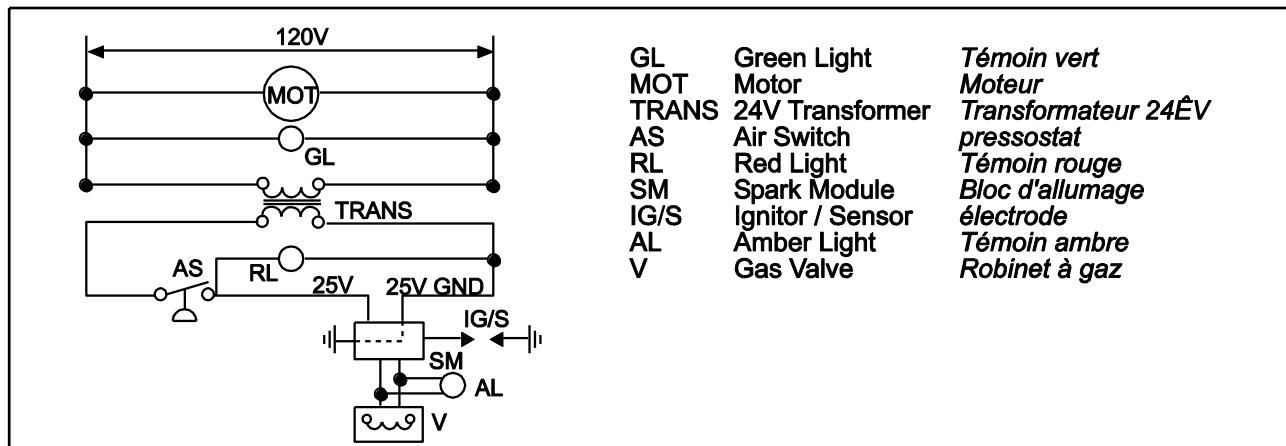 120V
MOT
GL
TRANS
AS
RL
25V
25V GND
IG/S
SM
AL
V
GL Green Light Témoin vert
MOT Motor Moteur
TRANS 24V Transformer Transformateur 24ÊV
AS Air Switch pressostat
RL Red Light Témoin rouge
SM Spark Module Bloc d'allumage
IG/S Ignitor / Sensor électrode
AL Amber Light Témoin ambre
V Gas Valve Robinet à gaz